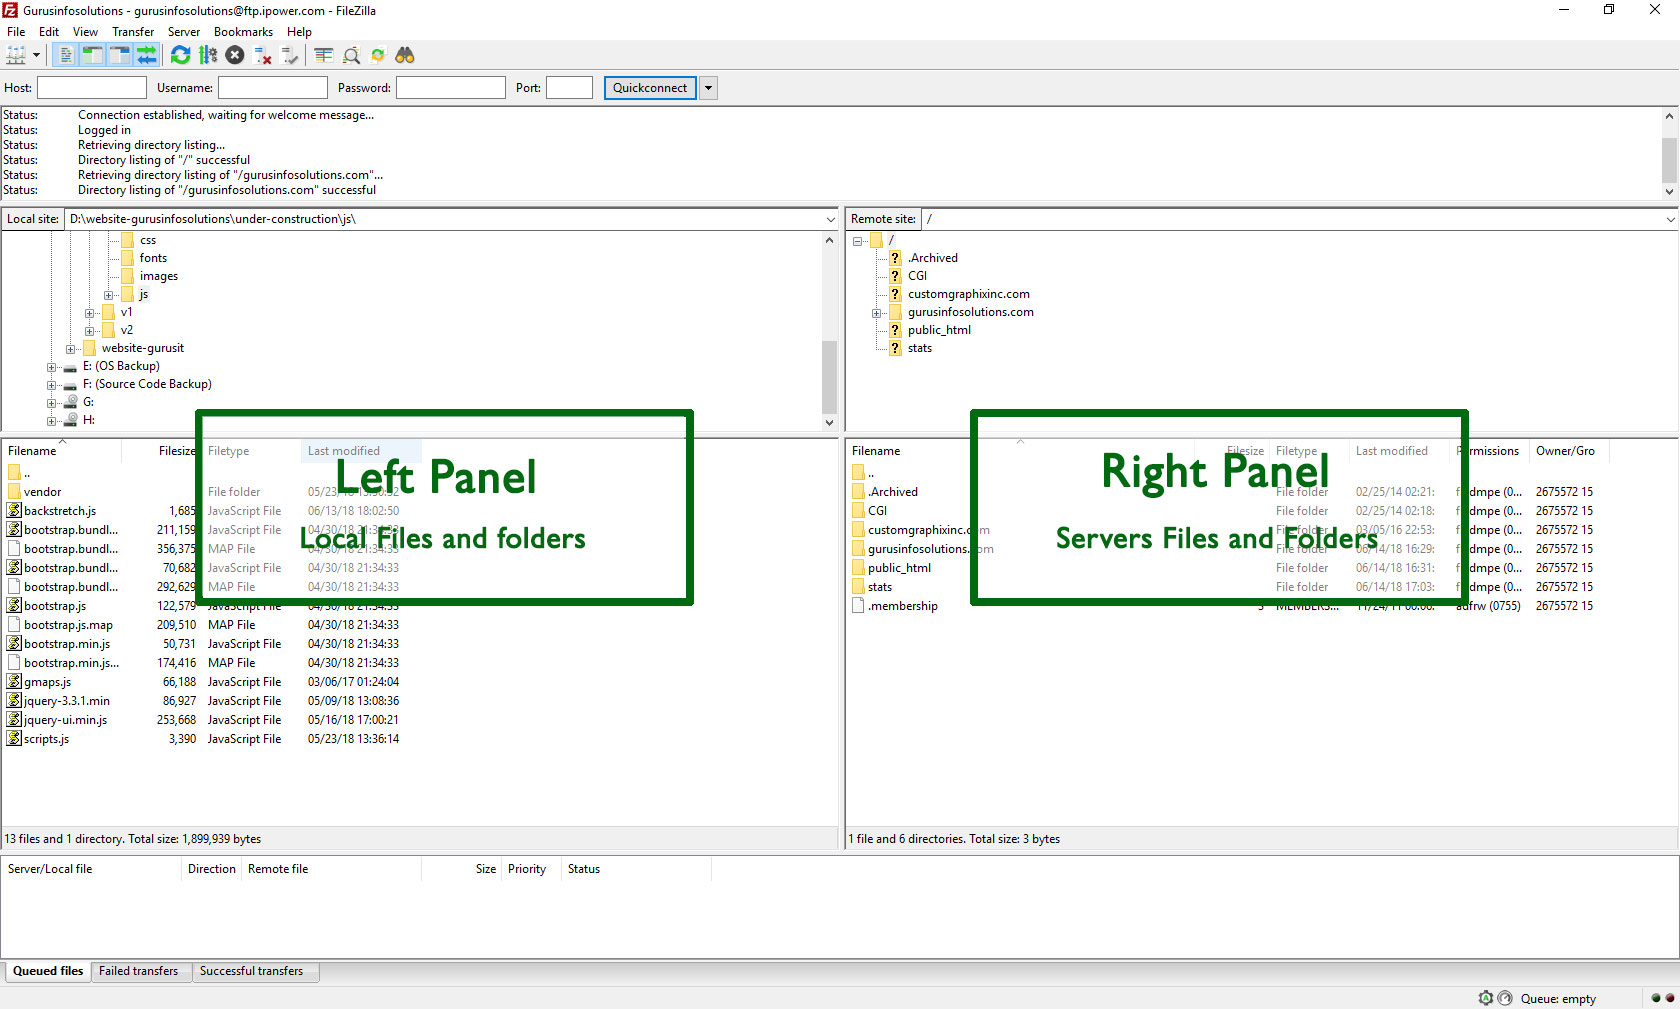 Gurusinfosolutions - gurusinfosolutions@ftp.ipower.com - FileZilla
File Edit View Transfer Server Bookmarks Help
Host: Username: Password: Port: Quickconnect
Status: Connection established, waiting for welcome message...
Status: Logged in
Status: Retrieving directory listing...
Status: Directory listing of "/" successful
Status: Retrieving directory listing of "/gurusinfosolutions.com"...
Status: Directory listing of "/gurusinfosolutions.com" successful
Local site: D:\website-gurusinfosolutions\under-construction\js\
css
fonts
images
js
v1
v2
website-gurusit
E: (OS Backup)
F: (Source Code Backup)
G:
H:
Remote site: /
/
.Archived
CGI
customgraphixinc.com
gurusinfosolutions.com
public_html
stats
Left Panel
Local Files and folders
Filename Filesize Filetype Last modified
..
vendor File folder 05/23/18
backstretch.js 1,685 JavaScript File 06/13/18 18:02:50
bootstrap.bundl... 211,159 JavaScript File 04/30/18 21:34:33
bootstrap.bundl... 356,375 MAP File 04/30/18 21:34:33
bootstrap.bundl... 70,682 JavaScript File 04/30/18 21:34:33
bootstrap.bundl... 292,629 MAP File 04/30/18 21:34:33
bootstrap.js 122,579 JavaScript File 04/30/18 21:34:33
bootstrap.js.map 209,510 MAP File 04/30/18 21:34:33
bootstrap.min.js 50,731 JavaScript File 04/30/18 21:34:33
bootstrap.min.js... 174,416 MAP File 04/30/18 21:34:33
gmaps.js 66,188 JavaScript File 03/06/17 01:24:04
jquery-3.3.1.min 86,927 JavaScript File 05/09/18 13:08:36
jquery-ui.min.js 253,668 JavaScript File 05/16/18 17:00:21
scripts.js 3,390 JavaScript File 05/23/18 13:36:14
13 files and 1 directory. Total size: 1,899,939 bytes
Right Panel
Servers Files and Folders
Filename Filesize Filetype Last modified Permissions Owner/Gro
..
.Archived File folder 02/25/14 02:21: (0... 2675572 15
CGI File folder 02/25/14 02:18: (0... 2675572 15
customgraphixinc.com File folder 03/05/16 22:53: (0... 2675572 15
gurusinfosolutions.com File folder 06/14/18 16:29: (0... 2675572 15
public_html File folder 06/14/18 16:31: (0... 2675572 15
stats File folder 06/14/18 17:03: (0... 2675572 15
.membership 3 MEMBERS... adfrw (0755) 2675572 15
1 file and 6 directories. Total size: 3 bytes
Server/Local file Direction Remote file Size Priority Status
Queued files Failed transfers Successful transfers
Queue: empty